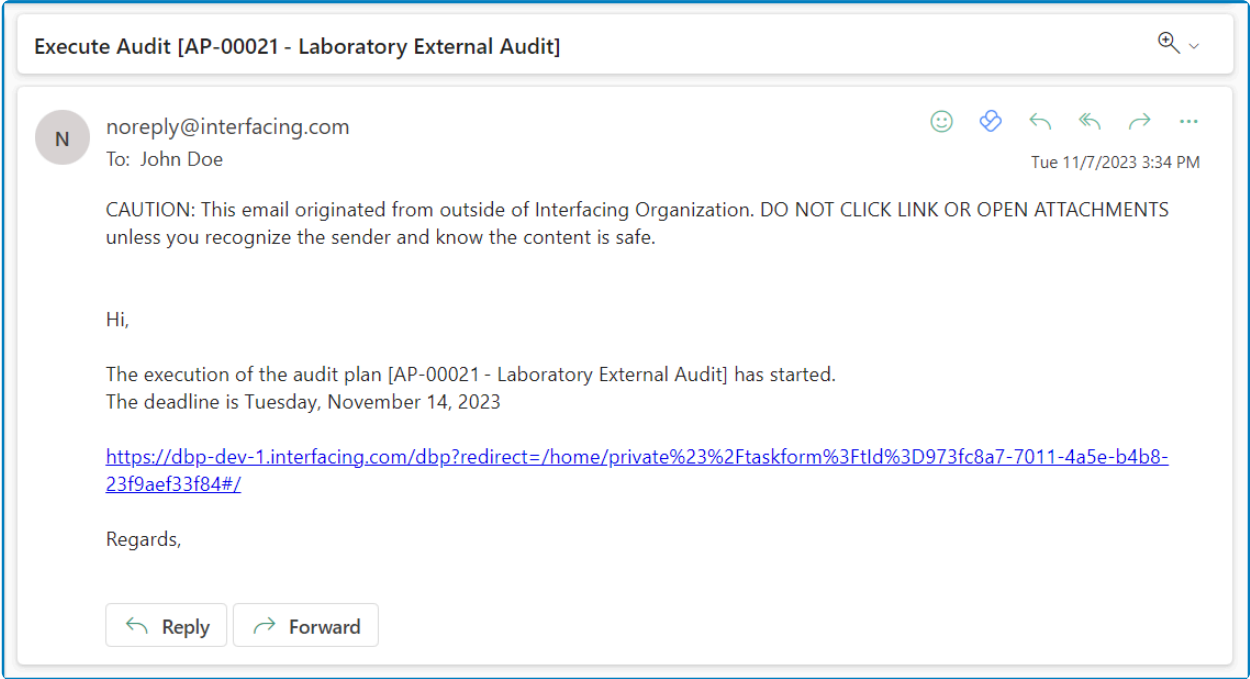 Execute Audit [AP-00021 - Laboratory External Audit]
N
noreply@interfacing.com
To: John Doe
Tue 11/7/2023 3:34 PM
CAUTION: This email originated from outside of Interfacing Organization. DO NOT CLICK LINK OR OPEN ATTACHMENTS
unless you recognize the sender and know the content is safe.
Hi,
The execution of the audit plan [AP-00021 - Laboratory External Audit] has started.
The deadline is Tuesday, November 14, 2023
https://dbp-dev-1.interfacing.com/dbp?redirect=/home/private%23%2Ftaskform%3FtId%3D973fc8a7-7011-4a5e-b4b8-
23f9aef33f84#/
Regards,
Reply
Forward